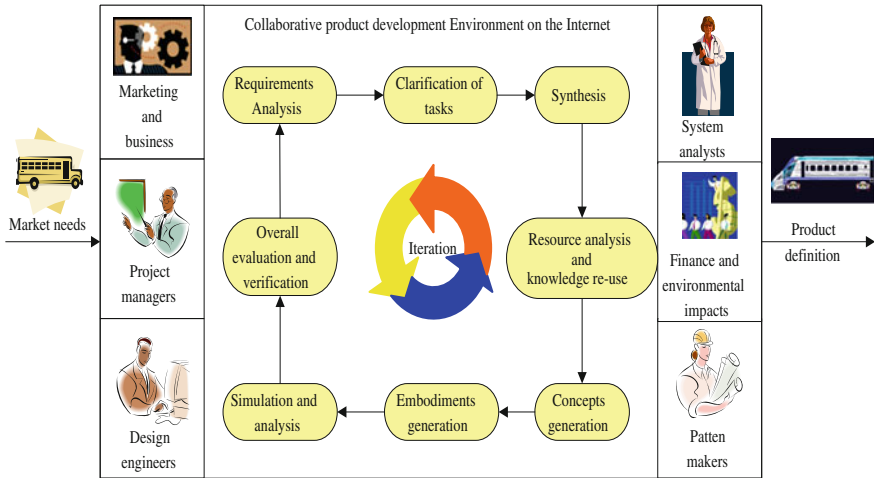 Collaborative product development Environment on the Internet
Marketing
and
business
Market needs
Project
managers
Design
engineers
Requirements
Analysis
Clarification of
tasks
Synthesis
Overall
evaluation and
verification
Iteration
Resource analysis
and
knowledge re-use
Simulation and
analysis
Embodiments
generation
Concepts
generation
System
analysts
Finance and
environmental
impacts
Patten
makers
Product
definition